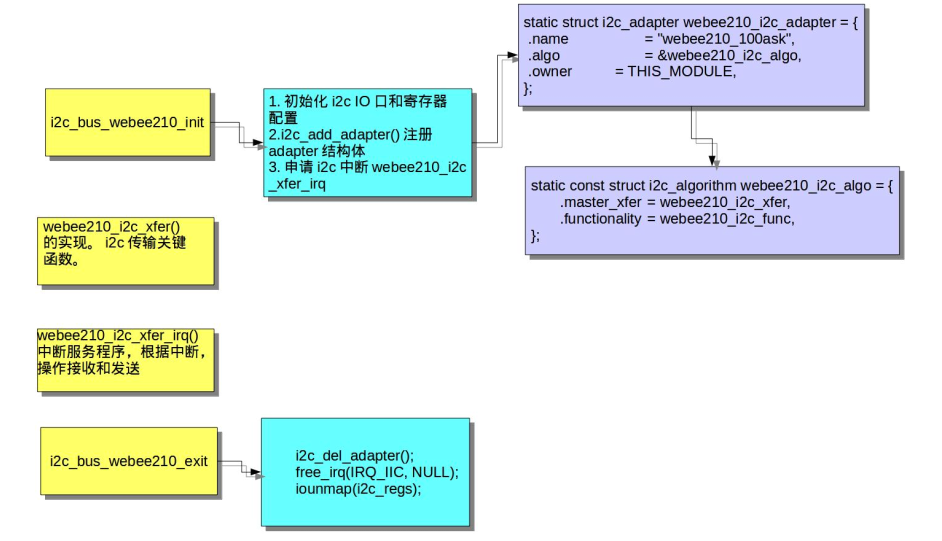 static struct i2c_adapter webee210_i2c_adapter = {
.name = "webee210_100ask",
.algo = &webee210_i2c_algo,
.owner = THIS_MODULE,
};
i2c_bus_webee210_init
1. 初始化 i2c IO 口和寄存器
配置
2.i2c_add_adapter() 注册
adapter 结构体
3. 申请 i2c 中断 webee210_i2c
_xfer_irq
static const struct i2c_algorithm webee210_i2c_algo = {
.master_xfer = webee210_i2c_xfer,
.functionality = webee210_i2c_func,
};
webee210_i2c_xfer()
的实现。 i2c 传输关键
函数。
webee210_i2c_xfer_irq()
中断服务程序，根据中断，
操作接收和发送
i2c_bus_webee210_exit
i2c_del_adapter();
free_irq(IRQ_IIC, NULL);
iounmap(i2c_regs);